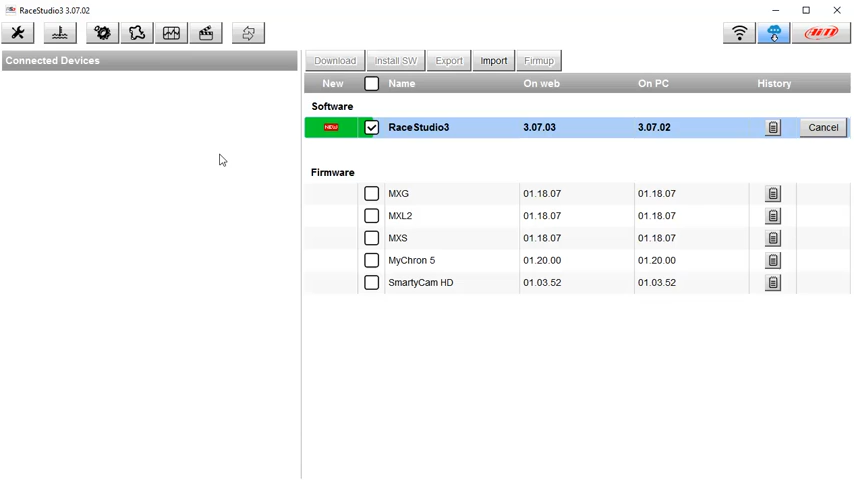 RaceStudio3 3.07.02
AiM
Connected Devices
Download Install SW Export Import Firmup
New Name On web On PC History
Software
NEW RaceStudio3 3.07.03 3.07.02 Cancel
Firmware
MXG 01.18.07 01.18.07
MXL2 01.18.07 01.18.07
MXS 01.18.07 01.18.07
MyChron 5 01.20.00 01.20.00
SmartyCam HD 01.03.52 01.03.52